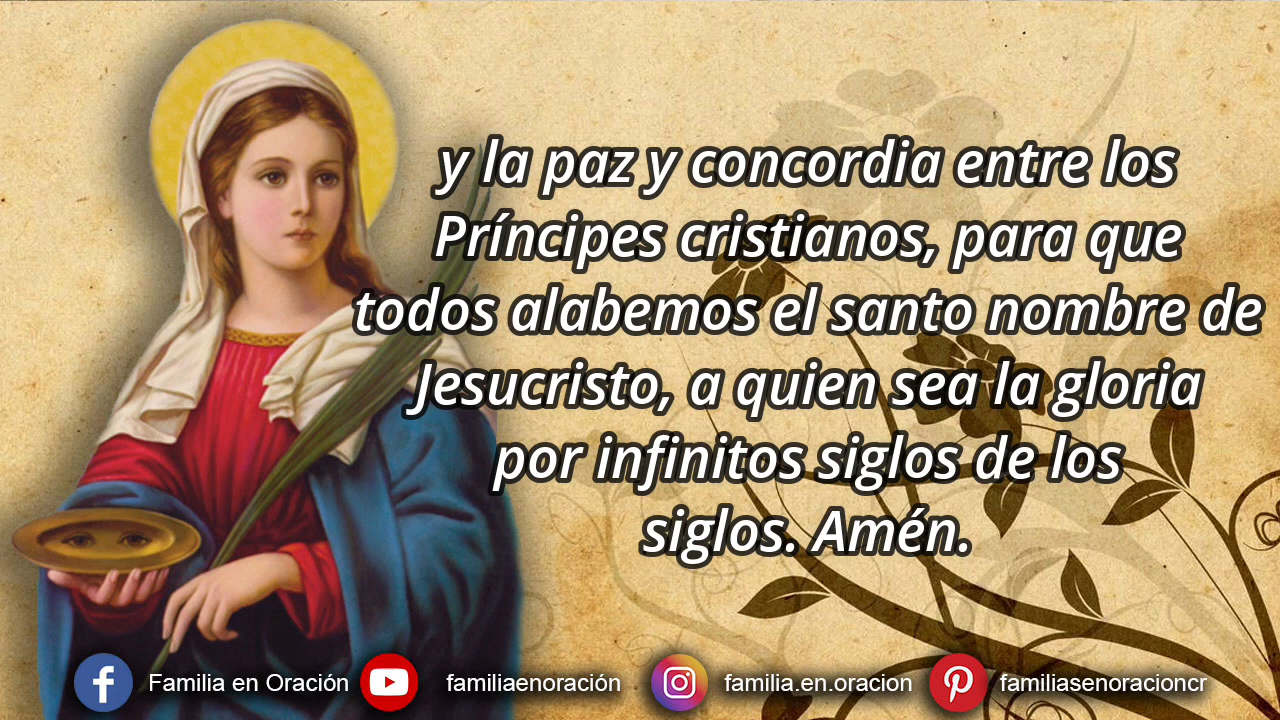 y la paz y concordia entre los
Príncipes cristianos, para que
todos alabemos el santo nombre de
Jesucristo, a quien sea la gloria
por infinitos siglos de los
siglos. Amén.
Familia en Oración
familiaenoración
familia.en.oracion
familiasenoracioncr